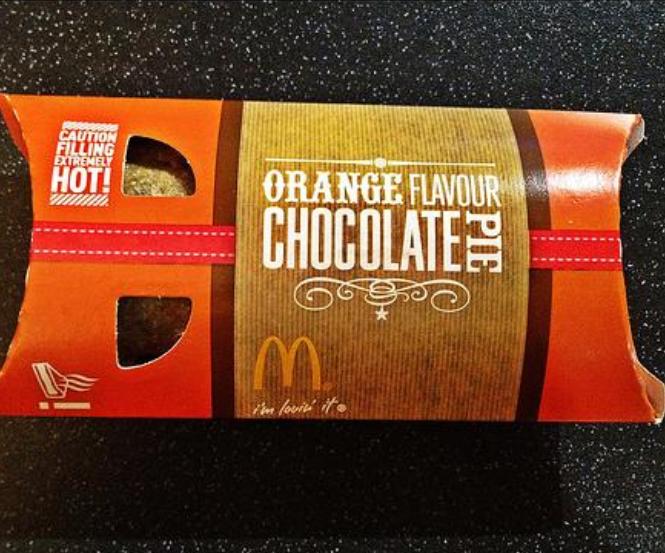 CAUTION
FILLING
EXTREMELY
HOT!
ORANGE FLAVOUR
CHOCOLATE PIE
M
i'm lovin' it®